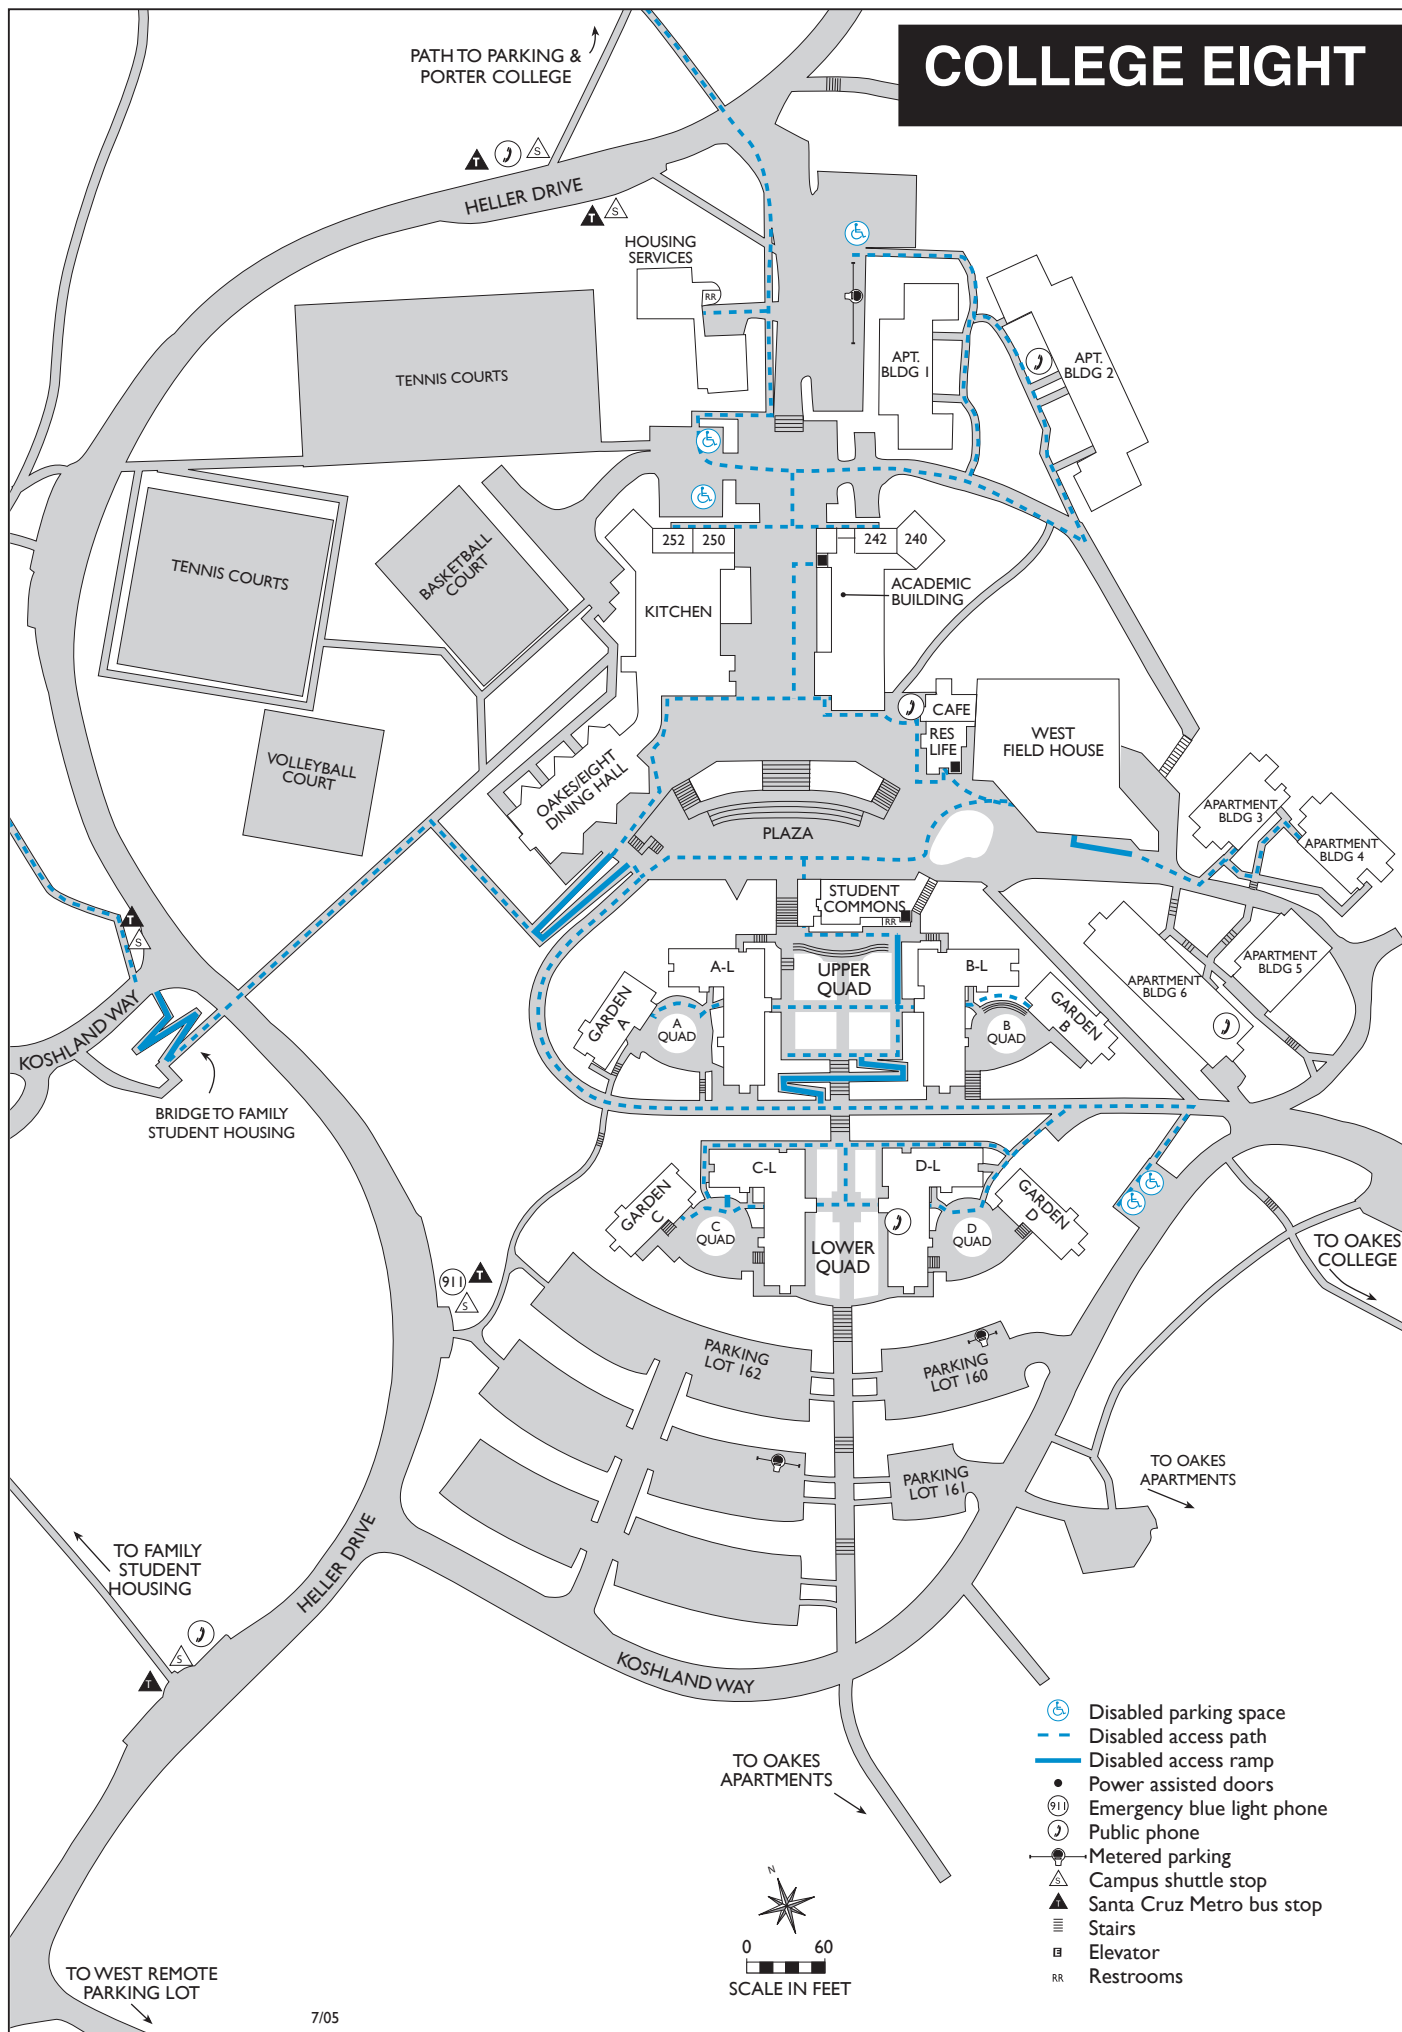 COLLEGE EIGHT
PATH TO PARKING &
PORTER COLLEGE
T
S
HELLER DRIVE
T
S
HOUSING
SERVICES
RR
TENNIS COURTS
APT.
BLDG 1
APT.
BLDG 2
252
250
242
240
TENNIS COURTS
BASKETBALL
COURT
KITCHEN
ACADEMIC
BUILDING
CAFE
RES
LIFE
WEST
FIELD HOUSE
VOLLEYBALL
COURT
OAKES/EIGHT
DINING HALL
PLAZA
APARTMENT
BLDG 3
APARTMENT
BLDG 4
STUDENT
COMMONS
RR
T
S
A-L
UPPER
QUAD
B-L
APARTMENT
BLDG 5
APARTMENT
BLDG 6
GARDEN
A
A
QUAD
B
QUAD
GARDEN
B
KOSHLAND WAY
BRIDGE TO FAMILY
STUDENT HOUSING
C-L
D-L
GARDEN
C
C
QUAD
D
QUAD
GARDEN
D
LOWER
QUAD
TO OAKES
COLLEGE
911
T
S
PARKING
LOT 162
PARKING
LOT 160
PARKING
LOT 161
TO OAKES
APARTMENTS
TO FAMILY
STUDENT
HOUSING
HELLER DRIVE
S
T
KOSHLAND WAY
TO OAKES
APARTMENTS
Disabled parking space
Disabled access path
Disabled access ramp
Power assisted doors
911 Emergency blue light phone
Public phone
Metered parking
S Campus shuttle stop
T Santa Cruz Metro bus stop
Stairs
E Elevator
RR Restrooms
N
0 60
SCALE IN FEET
TO WEST REMOTE
PARKING LOT
7/05